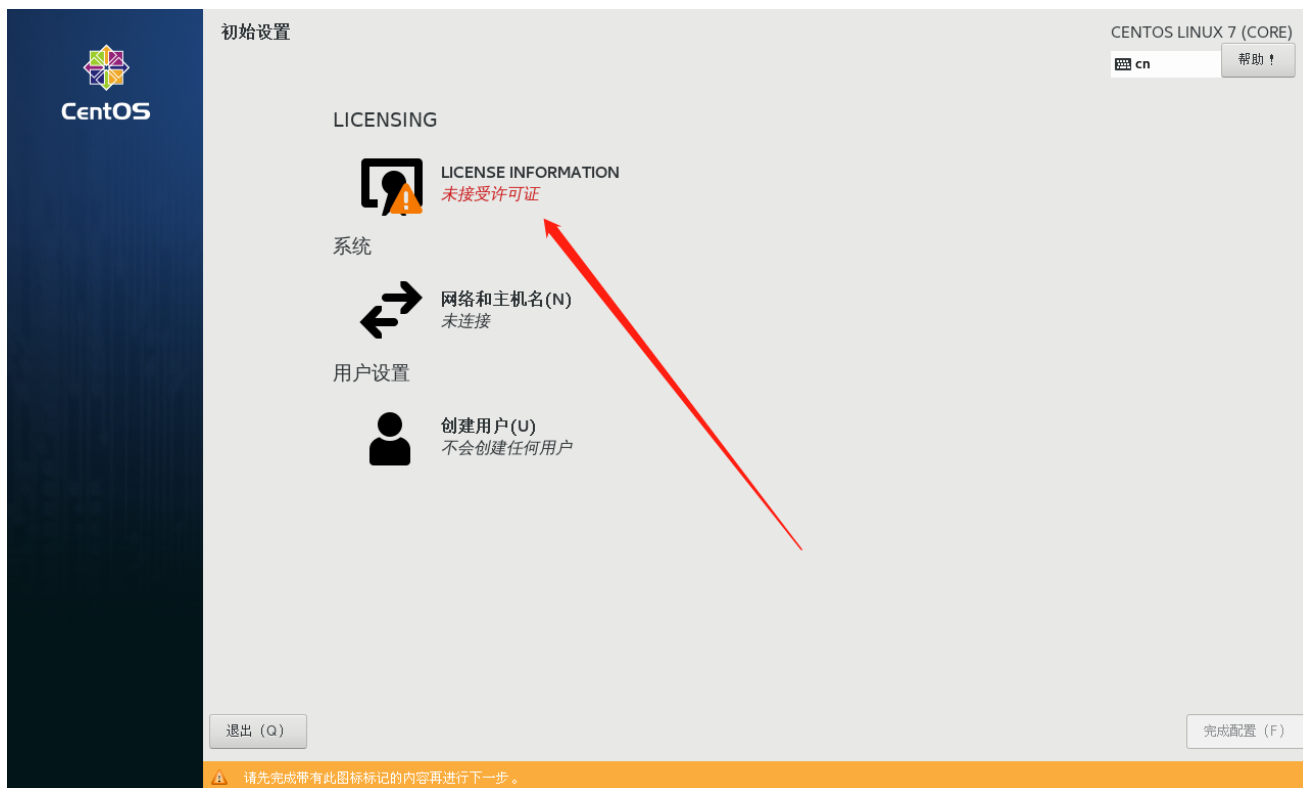 初始设置
CENTOS LINUX 7 (CORE)
cn
帮助！
CentOS
LICENSING
LICENSE INFORMATION
未接受许可证
系统
网络和主机名(N)
未连接
用户设置
创建用户(U)
不会创建任何用户
退出（Q）
完成配置（F）
请先完成带有此图标标记的内容再进行下一步。